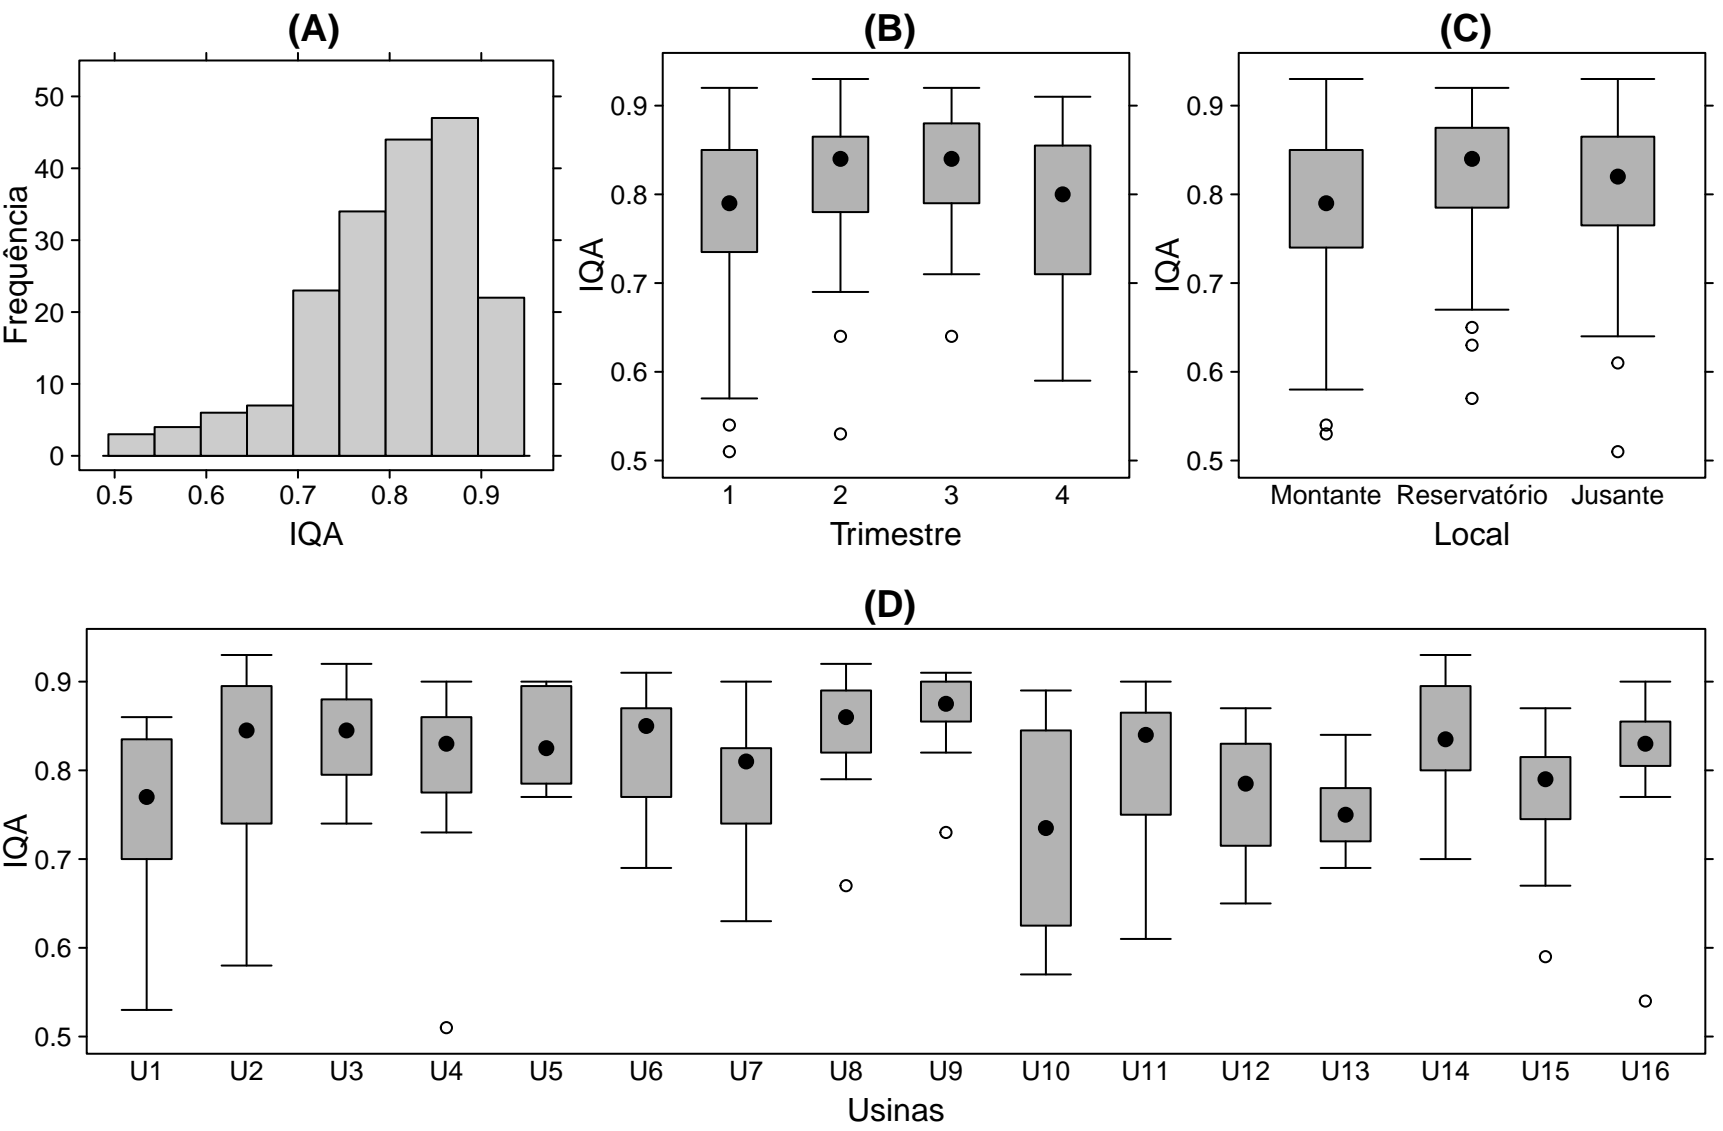 (A)
Frequência
50
40
30
20
10
0
0.5 0.6 0.7 0.8 0.9
IQA
(B)
IQA
0.9
0.8
0.7
0.6
0.5
1 2 3 4
Trimestre
(C)
IQA
0.9
0.8
0.7
0.6
0.5
Montante Reservatório Jusante
Local
(D)
IQA
0.9
0.8
0.7
0.6
0.5
U1 U2 U3 U4 U5 U6 U7 U8 U9 U10 U11 U12 U13 U14 U15 U16
Usinas